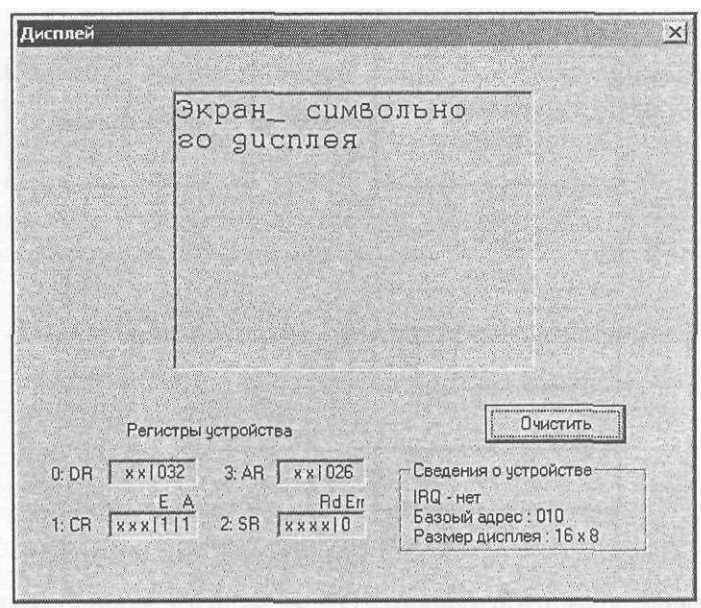 Дисплей
Экран_ символьно
го дисплея
Очистить
Регистры устройства
0: DR xx|032 3: AR xx|026
E A Rd Err
1: CR xxx|1|1 2: SR xxxx|0
Сведения о устройстве
IRQ - нет
Базоый адрес : 010
Размер дисплея : 16 x 8